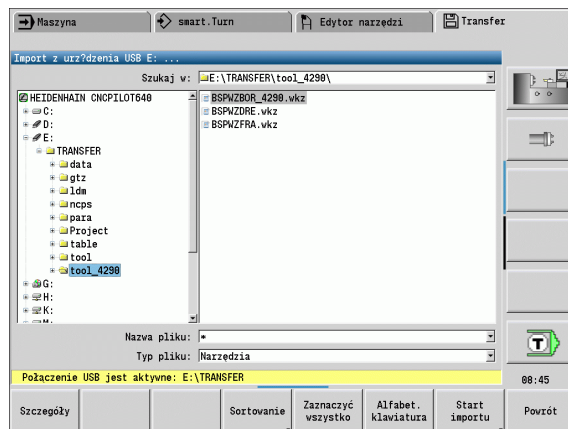 Maszyna smart.Turn Edytor narzędzi Transfer
Import z urz?dzenia USB E: ...
Szukaj w: E:\TRANSFER\tool_4290\
HEIDENHAIN CNCPILOT640
C:
D:
E:
TRANSFER
data
gtz
ldm
ncps
para
Project
table
tool
tool_4290
G:
H:
K:
M:
BSPWZBOR_4290.wkz
BSPWZDRE.wkz
BSPWZFRA.wkz
Nazwa pliku: *
Typ pliku: Narzędzia
Połączenie USB jest aktywne: E:\TRANSFER
T
08:45
Szczegóły Sortowanie Zaznaczyć wszystko Alfabet. klawiatura Start importu Powrót